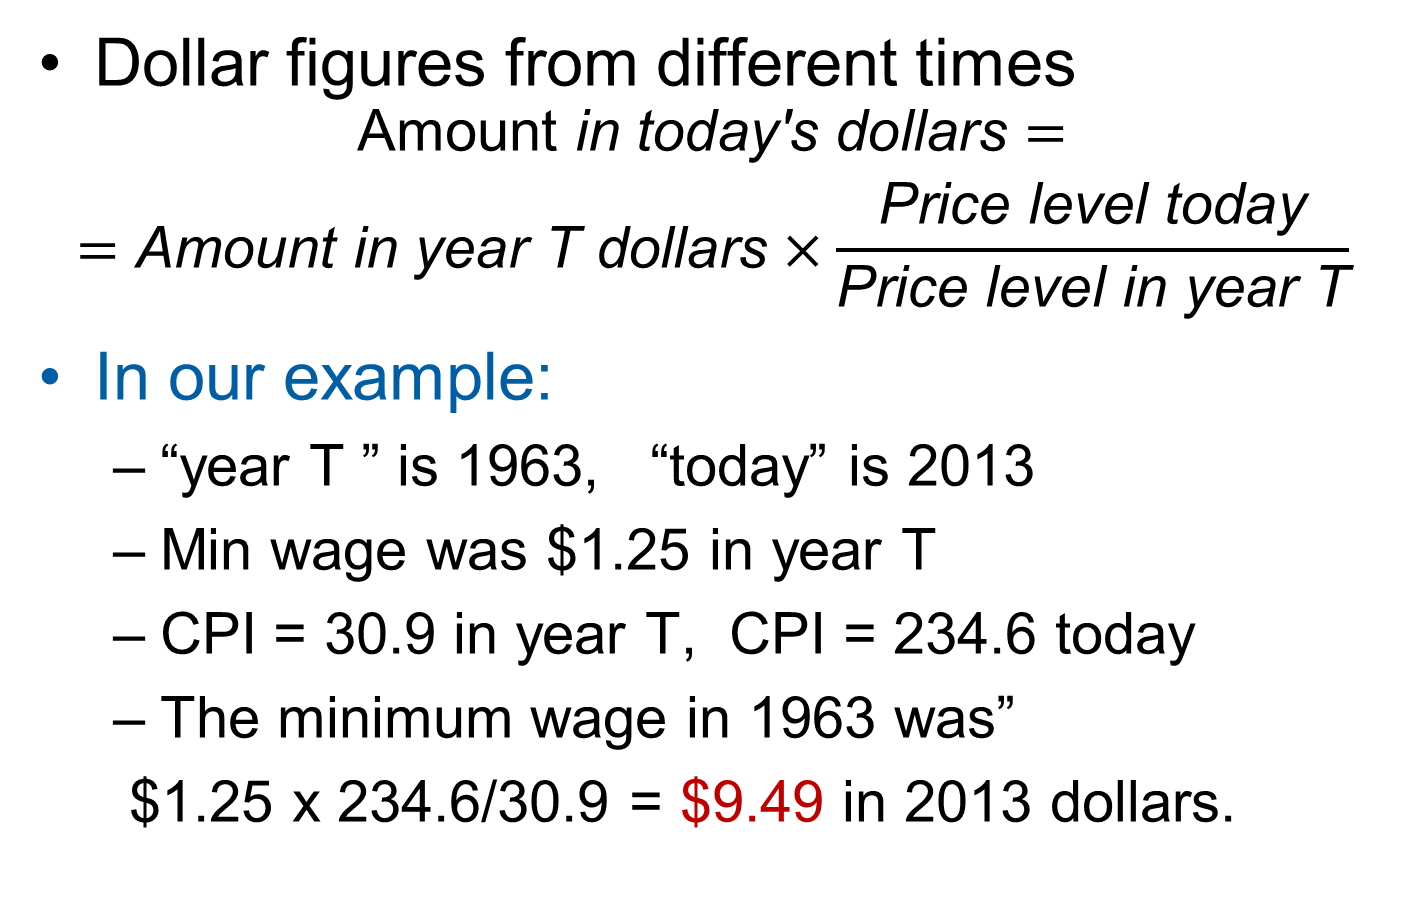 • Dollar figures from different times
Amount in today's dollars =
= Amount in year T dollars × Price level today / Price level in year T
• In our example:
– “year T ” is 1963, “today” is 2013
– Min wage was $1.25 in year T
– CPI = 30.9 in year T, CPI = 234.6 today
– The minimum wage in 1963 was”
$1.25 x 234.6/30.9 = $9.49 in 2013 dollars.